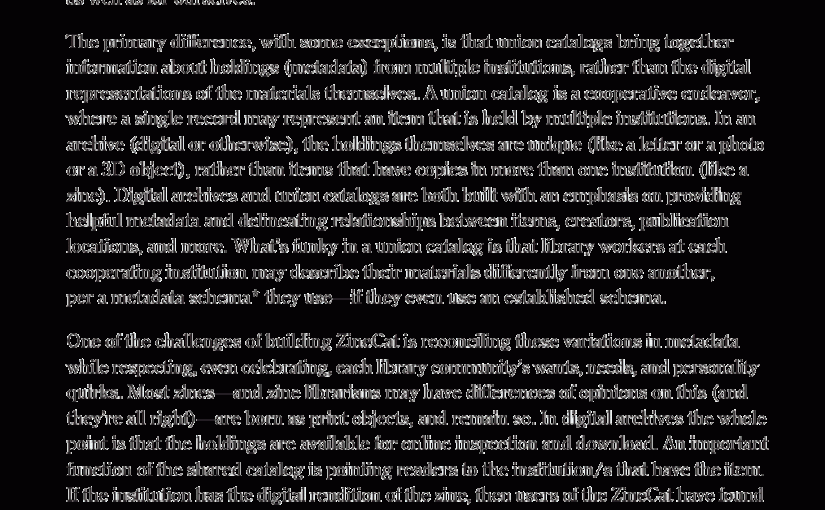 as well as for ourselves.
The primary difference, with some exceptions, is that union catalogs bring together
information about holdings (metadata) from multiple institutions, rather than the digital
representations of the materials themselves. A union catalog is a cooperative endeavor,
where a single record may represent an item that is held by multiple institutions. In an
archive (digital or otherwise), the holdings themselves are unique (like a letter or a photo
or a 3D object), rather than items that have copies in more than one institution (like a
zine). Digital archives and union catalogs are both built with an emphasis on providing
helpful metadata and delineating relationships between items, creators, publication
locations, and more. What's funky in a union catalog is that library workers at each
cooperating institution may describe their materials differently from one another,
per a metadata schema* they use—if they even use an established schema.
One of the challenges of building ZineCat is reconciling these variations in metadata
while respecting, even celebrating, each library community's wants, needs, and personality
quirks. Most zines—and zine librarians may have differences of opinions on this (and
they're all right)—are born as print objects, and remain so. In digital archives the whole
point is that the holdings are available for online inspection and download. An important
function of the shared catalog is pointing readers to the institution/s that have the item.
If the institution has the digital rendition of the zine, then users of the ZineCat have found